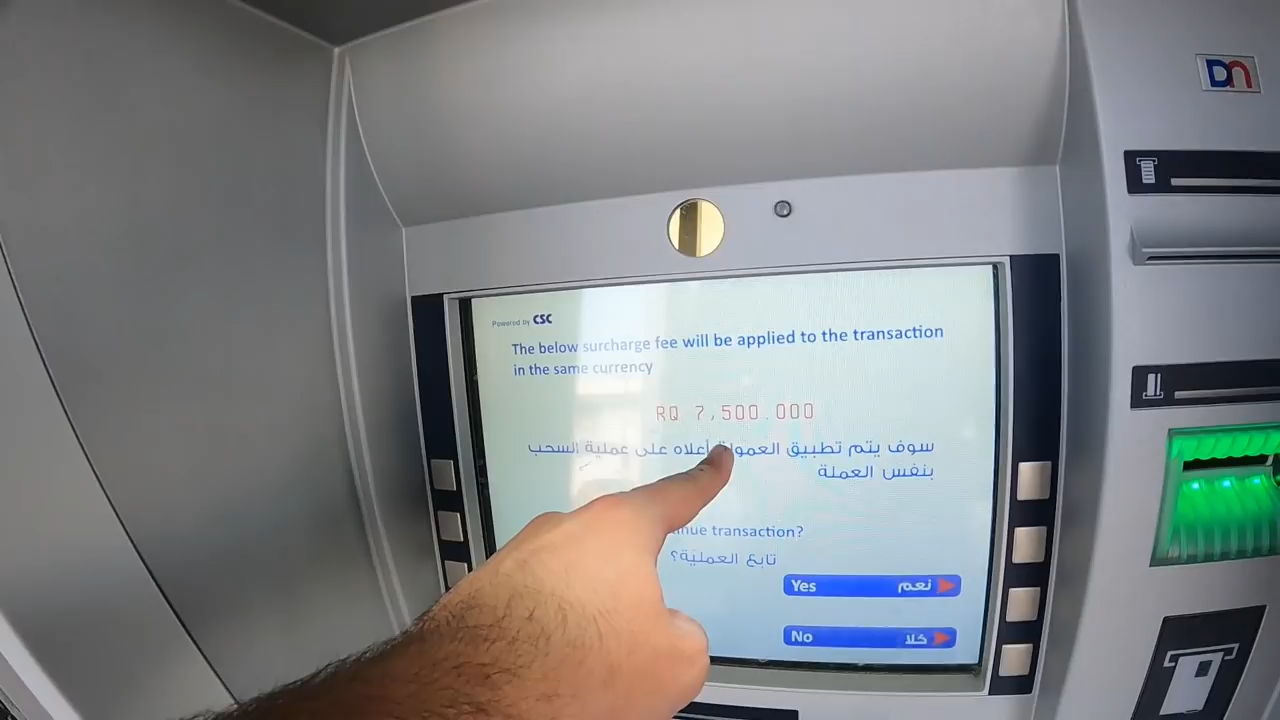 Powered by CSC
The below surcharge fee will be applied to the transaction
in the same currency
RQ 7,500.000
سوف يتم تطبيق العمولة أعلاه على عملية السحب
بنفس العملة
transaction?
تابع العملية؟
Yes نعم
No كلا
DN